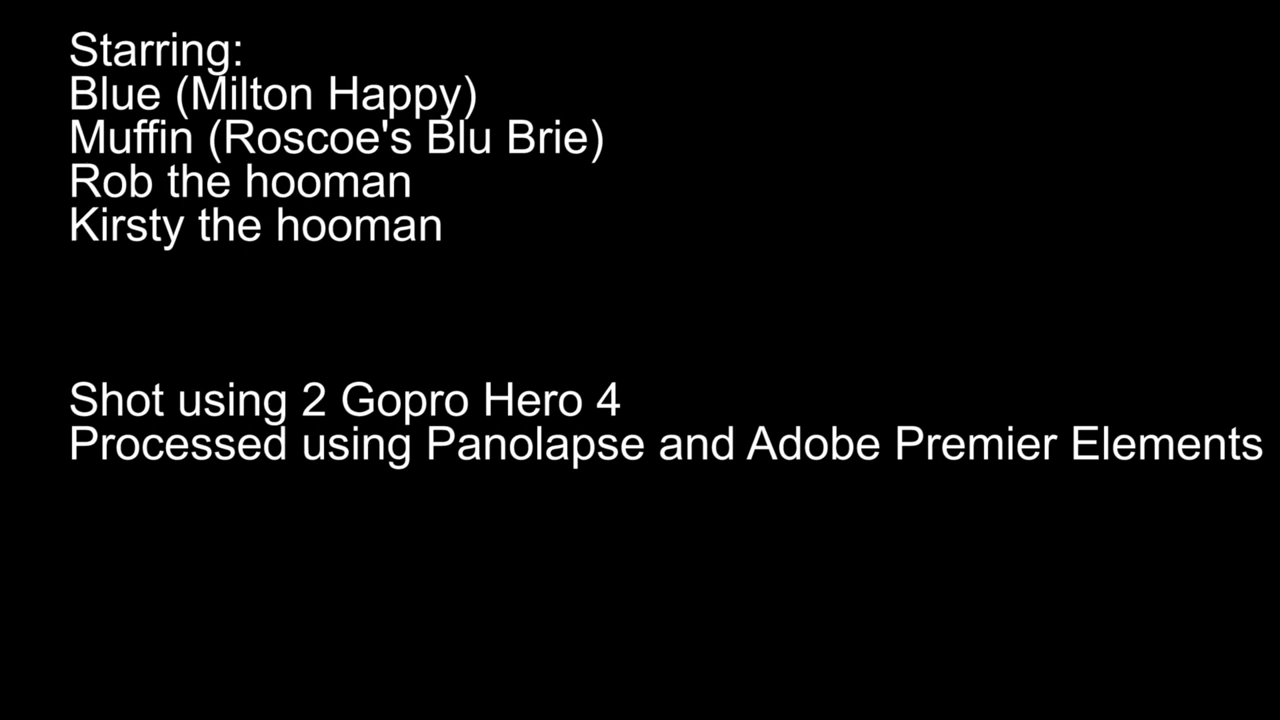 Starring:
Blue (Milton Happy)
Muffin (Roscoe's Blu Brie)
Rob the hooman
Kirsty the hooman
Shot using 2 Gopro Hero 4
Processed using Panolapse and Adobe Premier Elements